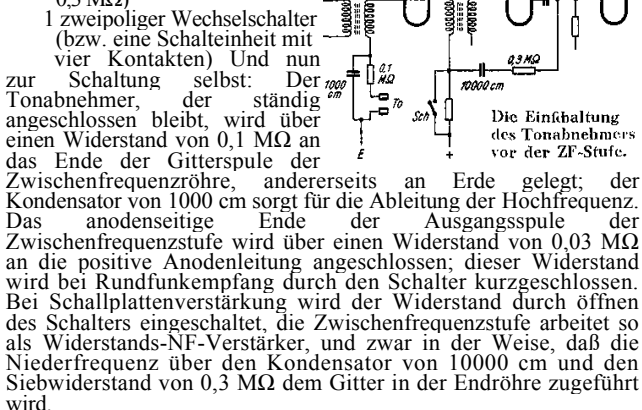 0,5 MΩ)
1 zweipoliger Wechselschalter
(bzw. eine Schalteinheit mit
vier Kontakten) Und nun
zur Schaltung selbst: Der
Tonabnehmer, der ständig
angeschlossen bleibt, wird über
einen Widerstand von 0,1 MΩ an
das Ende der Gitterspule der
Zwischenfrequenzröhre, andererseits an Erde gelegt; der
Kondensator von 1000 cm sorgt für die Ableitung der Hochfrequenz.
Das anodenseitige Ende der Ausgangsspule der
Zwischenfrequenzstufe wird über einen Widerstand von 0,03 MΩ
an die positive Anodenleitung angeschlossen; dieser Widerstand
wird bei Rundfunkempfang durch den Schalter kurzgeschlossen.
Bei Schallplattenverstärkung wird der Widerstand durch öffnen
des Schalters eingeschaltet, die Zwischenfrequenzstufe arbeitet so
als Widerstands-NF-Verstärker, und zwar in der Weise, daß die
Niederfrequenz über den Kondensator von 10000 cm und den
Siebwiderstand von 0,3 MΩ dem Gitter in der Endröhre zugeführt
wird.
1000
cm
0,1
MΩ
To
E
Sch
+
10000 cm
0,3 MΩ
Die Einschaltung
des Tonabnehmers
vor der ZF-Stufe.